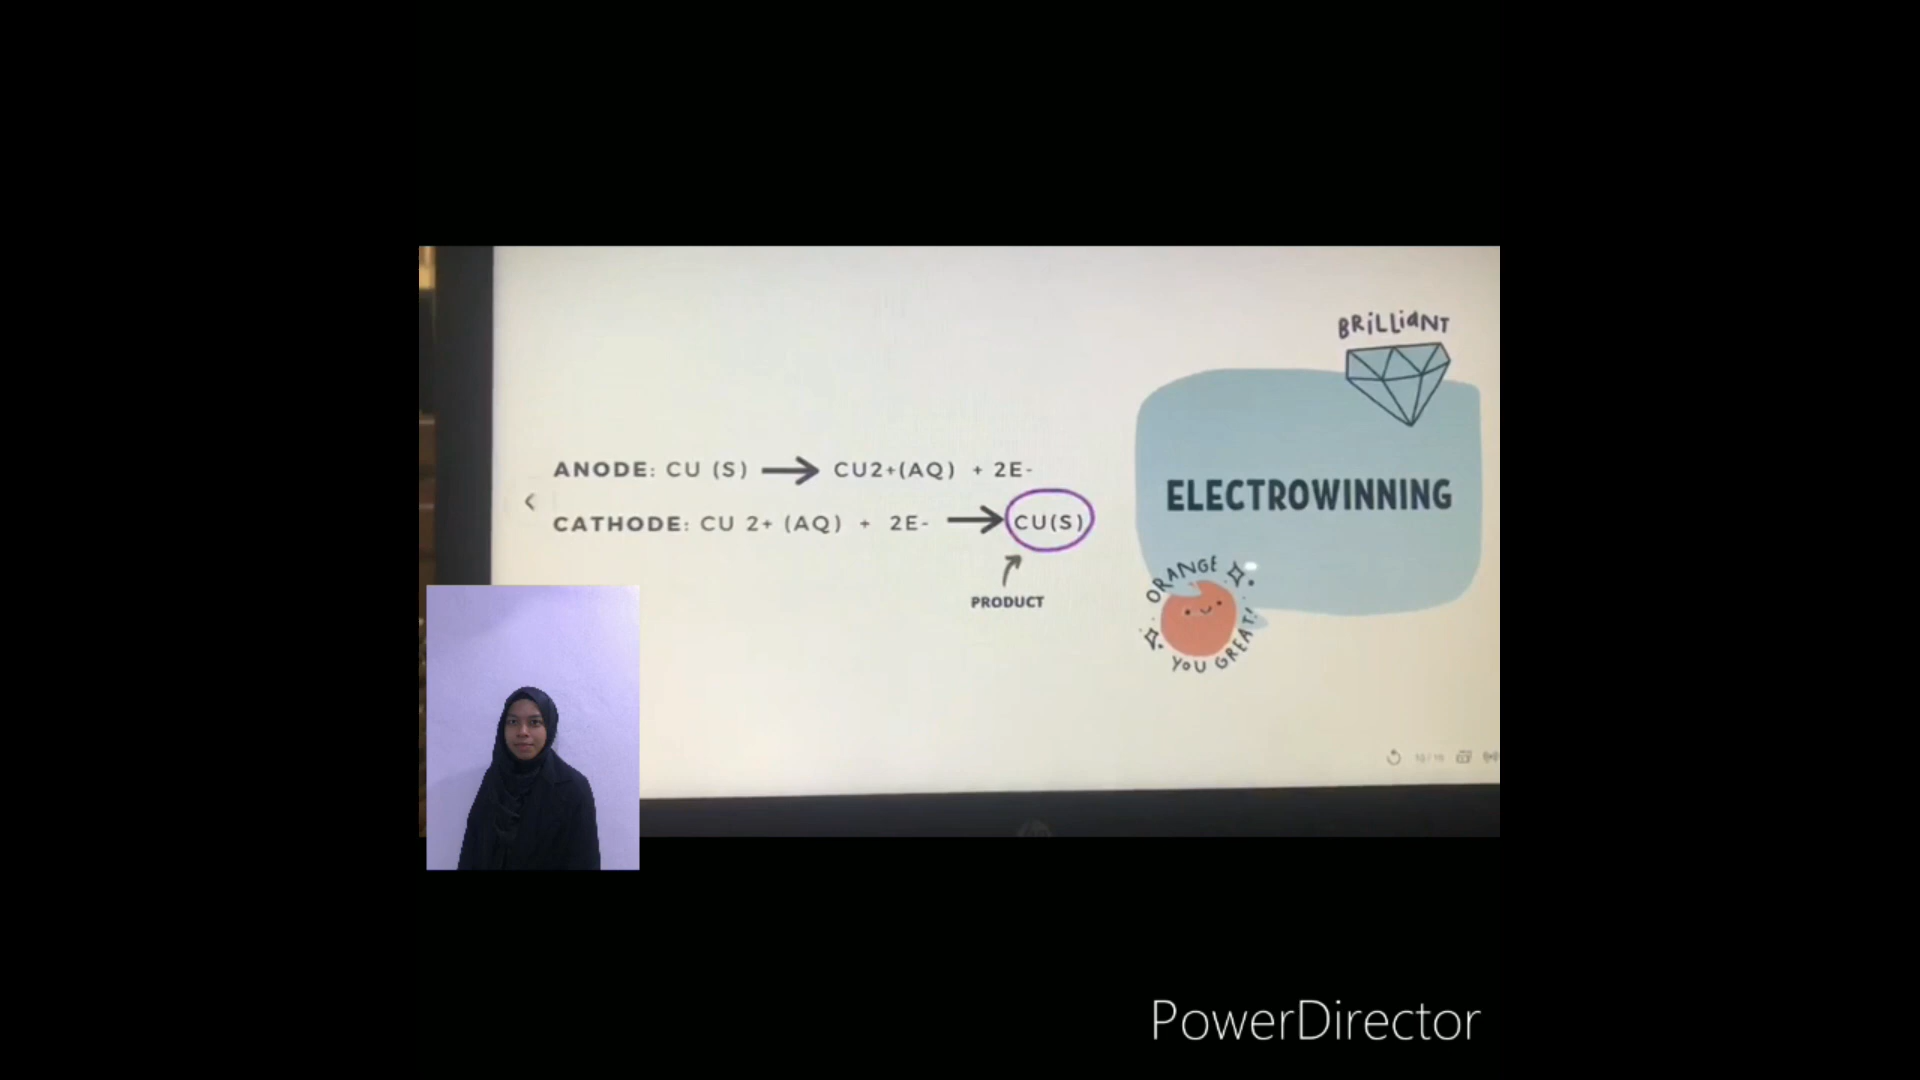 BRiLLiaNT
ANODE: CU (S) → CU2+(AQ) + 2E-
ELECTROWINNING
CATHODE: CU 2+ (AQ) + 2E- → CU(S)
PRODUCT
ORANGE
YOU GREAT!
PowerDirector